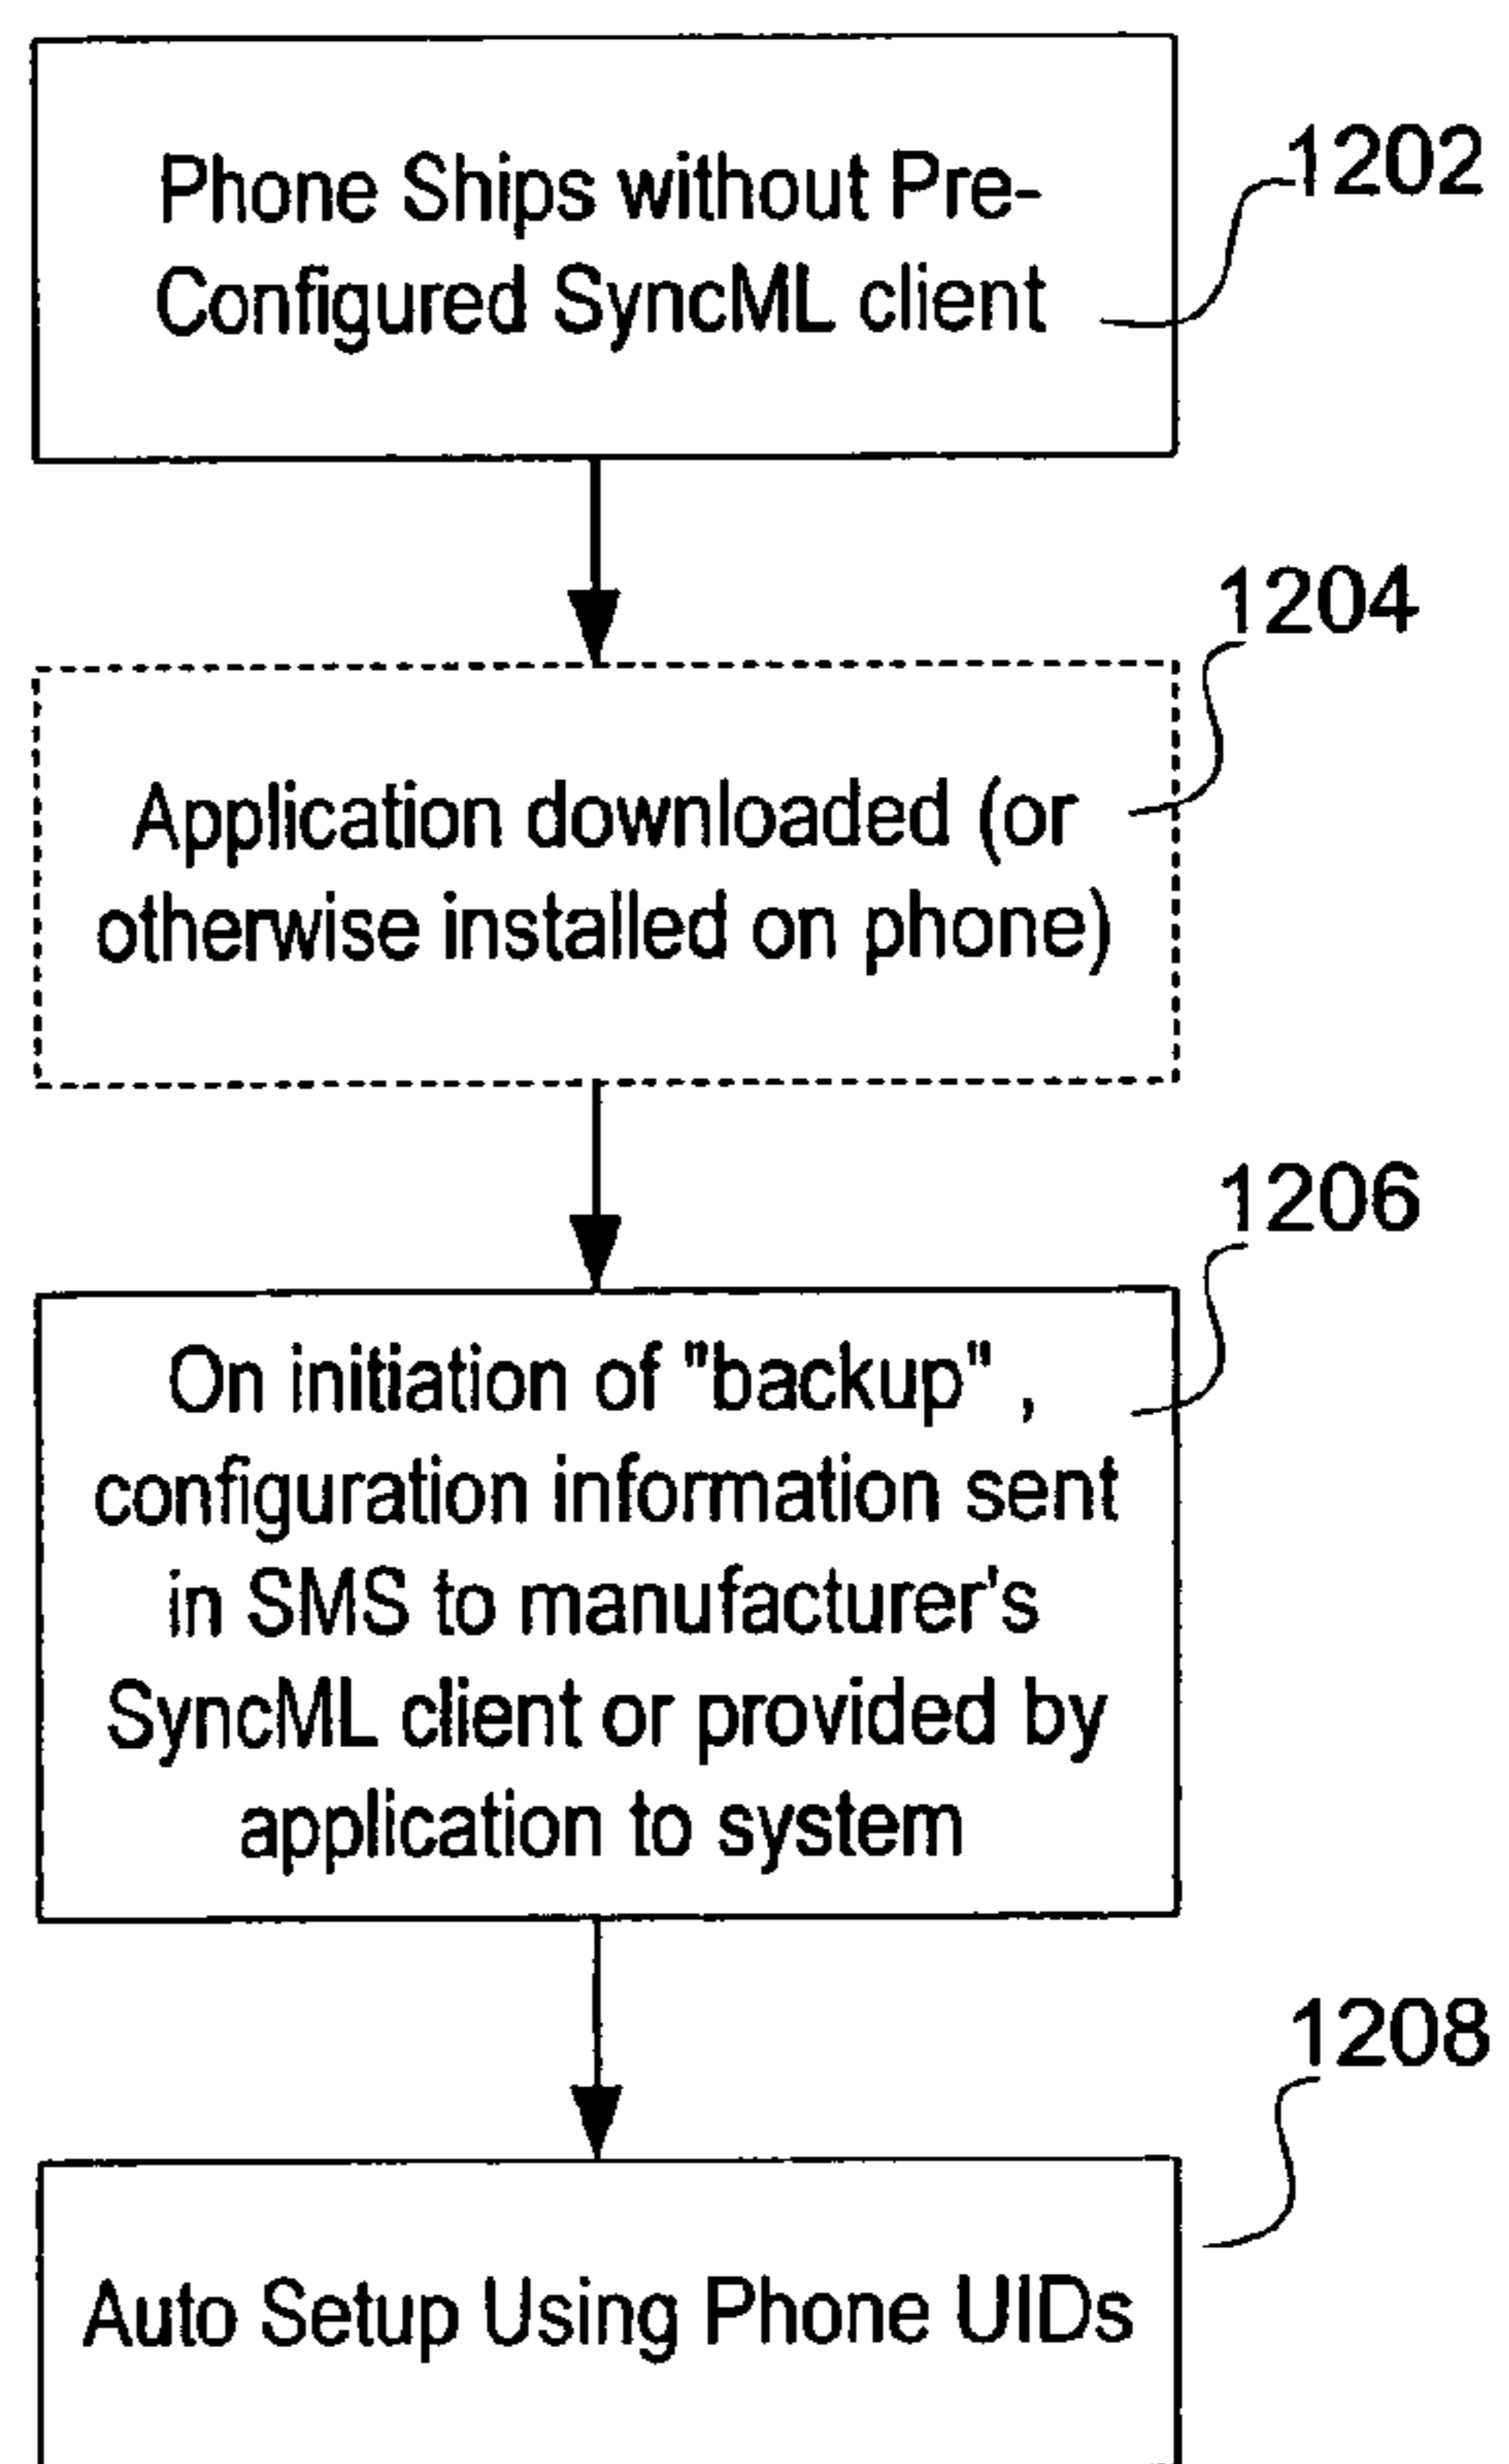 Phone Ships without Pre-
Configured SyncML client
1202
1204
Application downloaded (or
otherwise installed on phone)
1206
On initiation of "backup" ,
configuration information sent
in SMS to manufacturer's
SyncML client or provided by
application to system
1208
Auto Setup Using Phone UIDs